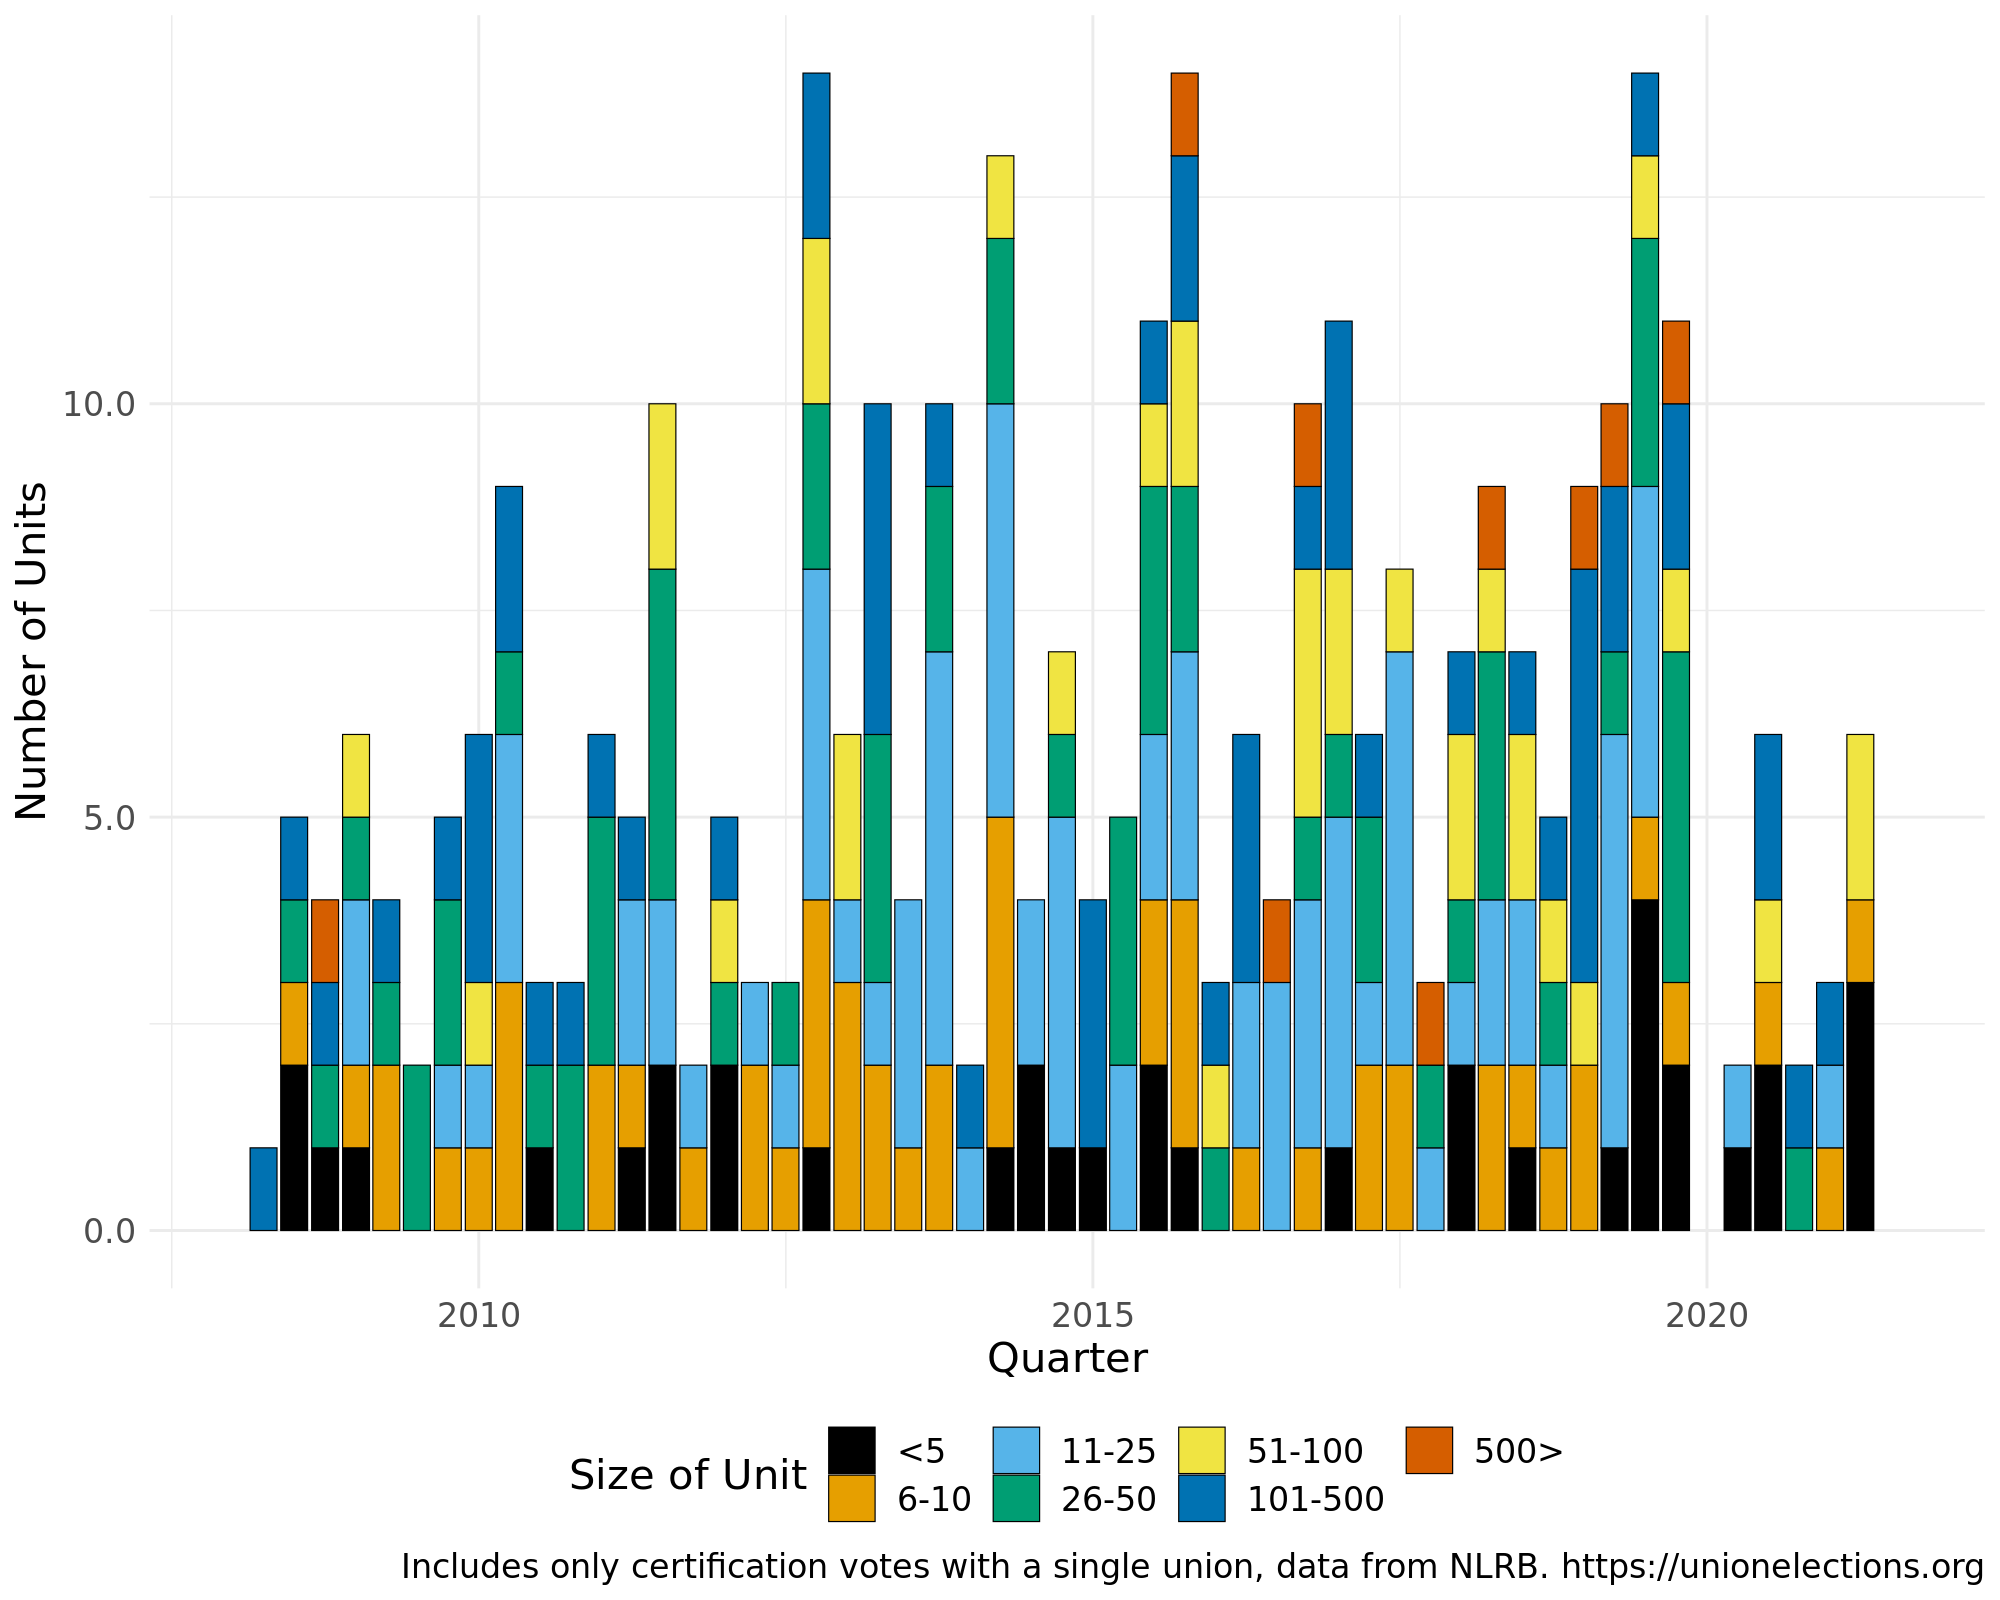 10.0
5.0
0.0
Number of Units
2010 2015 2020
Quarter
Size of Unit
<5 11-25 51-100 500>
6-10 26-50 101-500
Includes only certification votes with a single union, data from NLRB. https://unionelections.org